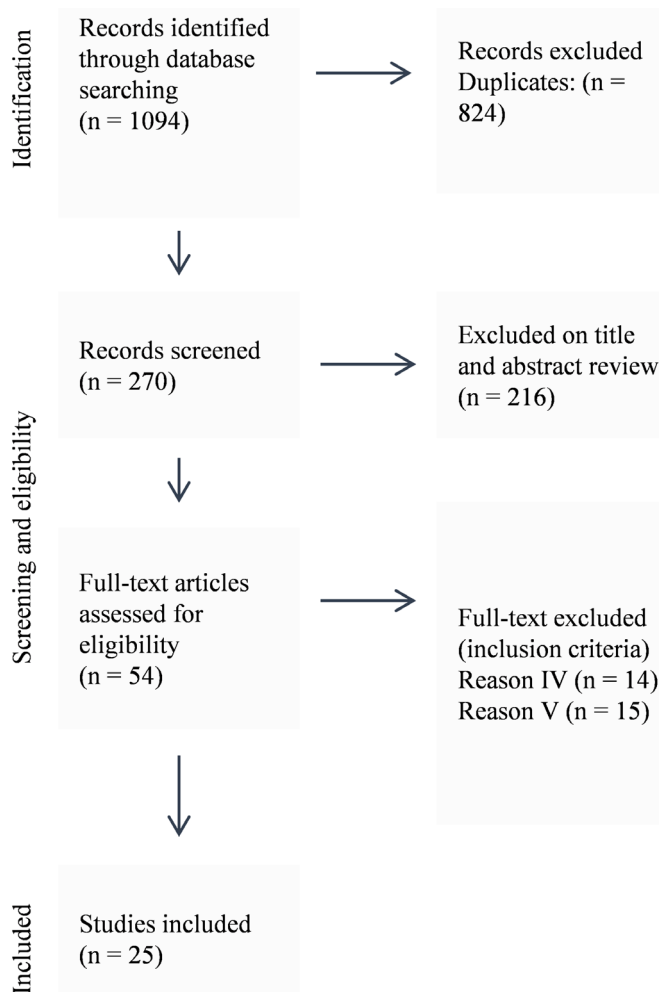 Identification
Records identified
through database
searching
(n = 1094)
Records excluded
Duplicates: (n =
824)
Screening and eligibility
Records screened
(n = 270)
Excluded on title
and abstract review
(n = 216)
Full-text articles
assessed for
eligibility
(n = 54)
Full-text excluded
(inclusion criteria)
Reason IV (n = 14)
Reason V (n = 15)
Included
Studies included
(n = 25)